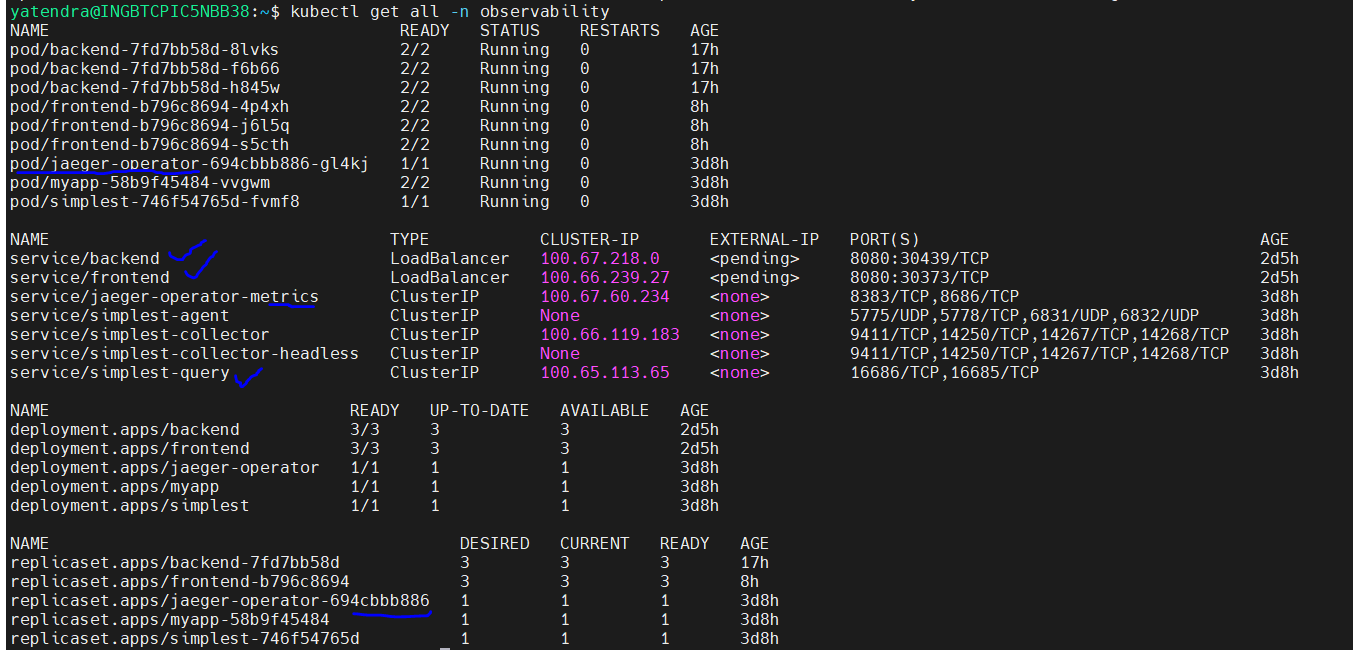 yatendra@INGBTCPIC5NBB38:~$ kubectl get all -n observability
NAME READY STATUS RESTARTS AGE
pod/backend-7fd7bb58d-8lvks 2/2 Running 0 17h
pod/backend-7fd7bb58d-f6b66 2/2 Running 0 17h
pod/backend-7fd7bb58d-h845w 2/2 Running 0 17h
pod/frontend-b796c8694-4p4xh 2/2 Running 0 8h
pod/frontend-b796c8694-j6l5q 2/2 Running 0 8h
pod/frontend-b796c8694-s5cth 2/2 Running 0 8h
pod/jaeger-operator-694cbbb886-gl4kj 1/1 Running 0 3d8h
pod/myapp-58b9f45484-vvgwm 2/2 Running 0 3d8h
pod/simplest-746f54765d-fvmf8 1/1 Running 0 3d8h
NAME TYPE CLUSTER-IP EXTERNAL-IP PORT(S) AGE
service/backend LoadBalancer 100.67.218.0 <pending> 8080:30439/TCP 2d5h
service/frontend LoadBalancer 100.66.239.27 <pending> 8080:30373/TCP 2d5h
service/jaeger-operator-metrics ClusterIP 100.67.60.234 <none> 8383/TCP,8686/TCP 3d8h
service/simplest-agent ClusterIP None <none> 5775/UDP,5778/TCP,6831/UDP,6832/UDP 3d8h
service/simplest-collector ClusterIP 100.66.119.183 <none> 9411/TCP,14250/TCP,14267/TCP,14268/TCP 3d8h
service/simplest-collector-headless ClusterIP None <none> 9411/TCP,14250/TCP,14267/TCP,14268/TCP 3d8h
service/simplest-query ClusterIP 100.65.113.65 <none> 16686/TCP,16685/TCP 3d8h
NAME READY UP-TO-DATE AVAILABLE AGE
deployment.apps/backend 3/3 3 3 2d5h
deployment.apps/frontend 3/3 3 3 2d5h
deployment.apps/jaeger-operator 1/1 1 1 3d8h
deployment.apps/myapp 1/1 1 1 3d8h
deployment.apps/simplest 1/1 1 1 3d8h
NAME DESIRED CURRENT READY AGE
replicaset.apps/backend-7fd7bb58d 3 3 3 17h
replicaset.apps/frontend-b796c8694 3 3 3 8h
replicaset.apps/jaeger-operator-694cbbb886 1 1 1 3d8h
replicaset.apps/myapp-58b9f45484 1 1 1 3d8h
replicaset.apps/simplest-746f54765d 1 1 1 3d8h